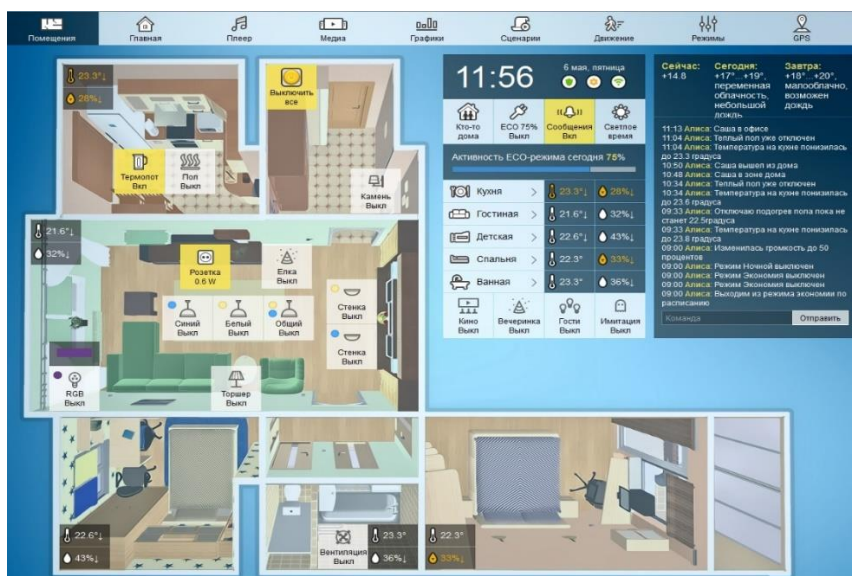 Помещения
Главная
Плеер
Медиа
Графики
Сценарии
Движение
Режимы
GPS
23.3°↓
28%↓
Термопот
Вкл
Пол
Выкл
Выключить
все
Камень
Выкл
21.6°↓
32%↓
Розетка
0.6 W
Елка
Выкл
Синий
Выкл
Белый
Выкл
Общий
Выкл
Стенка
Выкл
Стенка
Выкл
RGB
Выкл
Торшер
Выкл
22.6°↓
43%↓
Вентиляция
Выкл
23.3°
36%↓
22.3°
33%↓
11:56
6 мая, пятница
Кто-то
дома
ECO 75%
Выкл
Сообщения
Вкл
Светлое
время
Активность ECO-режима сегодня 75%
Кухня > 23.3°↓ 28%↓
Гостиная > 21.6°↓ 32%↓
Детская > 22.6°↓ 43%↓
Спальня > 22.3° 33%↓
Ванная > 23.3° 36%↓
Кино
Выкл
Вечеринка
Выкл
Гости
Выкл
Имитация
Выкл
Сейчас:
+14.8
Сегодня:
+17°...+19°,
переменная
облачность,
небольшой
дождь
Завтра:
+18°...+20°,
малооблачно,
возможен
дождь
11:13 Алиса: Саша в офисе
11:04 Алиса: Теплый пол уже отключен
11:04 Алиса: Температура на кухне понизилась
до 23.3 градуса
10:50 Алиса: Саша вышел из дома
10:48 Алиса: Саша в зоне дома
10:34 Алиса: Теплый пол уже отключен
10:34 Алиса: Температура на кухне понизилась
до 23.6 градуса
09:33 Алиса: Отключаю подогрев пола пока не
станет 22.5градуса
09:33 Алиса: Температура на кухне понизилась
до 23.8 градуса
09:00 Алиса: Изменилась громкость до 50
процентов
09:00 Алиса: Режим Ночной выключен
09:00 Алиса: Режим Экономия выключен
09:00 Алиса: Режим Экономия выключен
09:00 Алиса: Выходим из режима экономии по
расписанию
Команда
Отправить